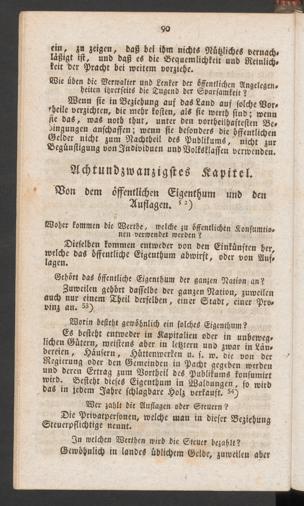 90
ein, zu zeigen, daß bei ihm nichts Nützliches vernach-
läßigt ist, und daß es die Bequemlichkeit und Reinlich-
keit der Pracht bei weitem vorziehe.
Wie üben die Verwalter und Lenker der öffentlichen Angelegen-
heiten ihrerseits die Tugend der Sparsamkeit?
Wenn sie in Beziehung auf das Land auf solche Vor-
theile verzichten, die mehr kosten, als sie werth sind; wenn
sie das, was noth thut, unter den vortheilhaftesten Be-
dingungen anschaffen; wenn sie besonders die öffentlichen
Gelder nicht zum Nachtheil des Publikums, nicht zur
Begünstigung von Individuen und Volksklassen verwenden.
Achtundzwanzigstes Kapitel.
Von dem öffentlichen Eigenthum und den
Auflagen. 52)
Woher kommen die Werthe, welche zu öffentlichen Konsumtio-
nen verwendet werden?
Dieselben kommen entweder von den Einkünften her,
welche das öffentliche Eigenthum abwirft, oder von Auf-
lagen.
Gehört das öffentliche Eigenthum der ganzen Nation an?
Zuweilen gehört dasselbe der ganzen Nation, zuweilen
auch nur einem Theil derselben, einer Stadt, einer Pro-
vinz an. 53)
Worin besteht gewöhnlich ein solches Eigenthum?
Es besteht entweder in Kapitalien oder in unbeweg-
lichen Gütern, meistens aber in letztern und zwar in Län-
dereien, Häusern, Hüttenwerken u. s. w. die von der
Regierung oder den Gemeinden in Pacht gegeben werden
und deren Ertrag zum Vortheil des Publikums konsumirt
wird. Besteht dieses Eigenthum in Waldungen, so wird
das in jedem Jahre schlagbare Holz verkauft. 54)
Wer zahlt die Auflagen oder Steuern?
Die Privatpersonen, welche man in dieser Beziehung
Steuerpflichtige nennt.
In welchen Werthen wird die Steuer bezahlt?
Gewöhnlich in landes üblichem Gelde, zuweilen aber